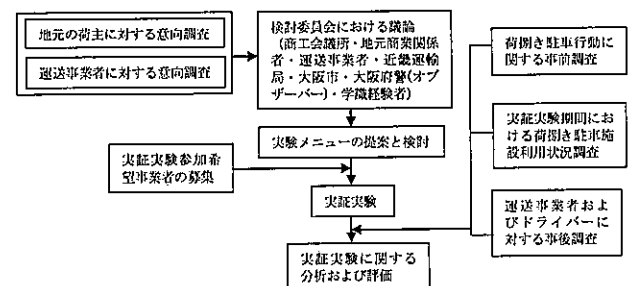 地元の荷主に対する意向調査
運送事業者に対する意向調査
検討委員会における議論
(商工会議所・地元商業関係
者・運送事業者・近畿運輸
局・大阪市・大阪府警(オブ
ザーバー)・学識経験者)
荷捌き駐車行動に
関する事前調査
実験メニューの提案と検討
実証実験期間にお
ける荷捌き駐車施
設利用状況調査
実証実験参加希
望事業者の募集
実証実験
運送事業者およ
びドライバーに
対する事後調査
実証実験に関する
分析および評価